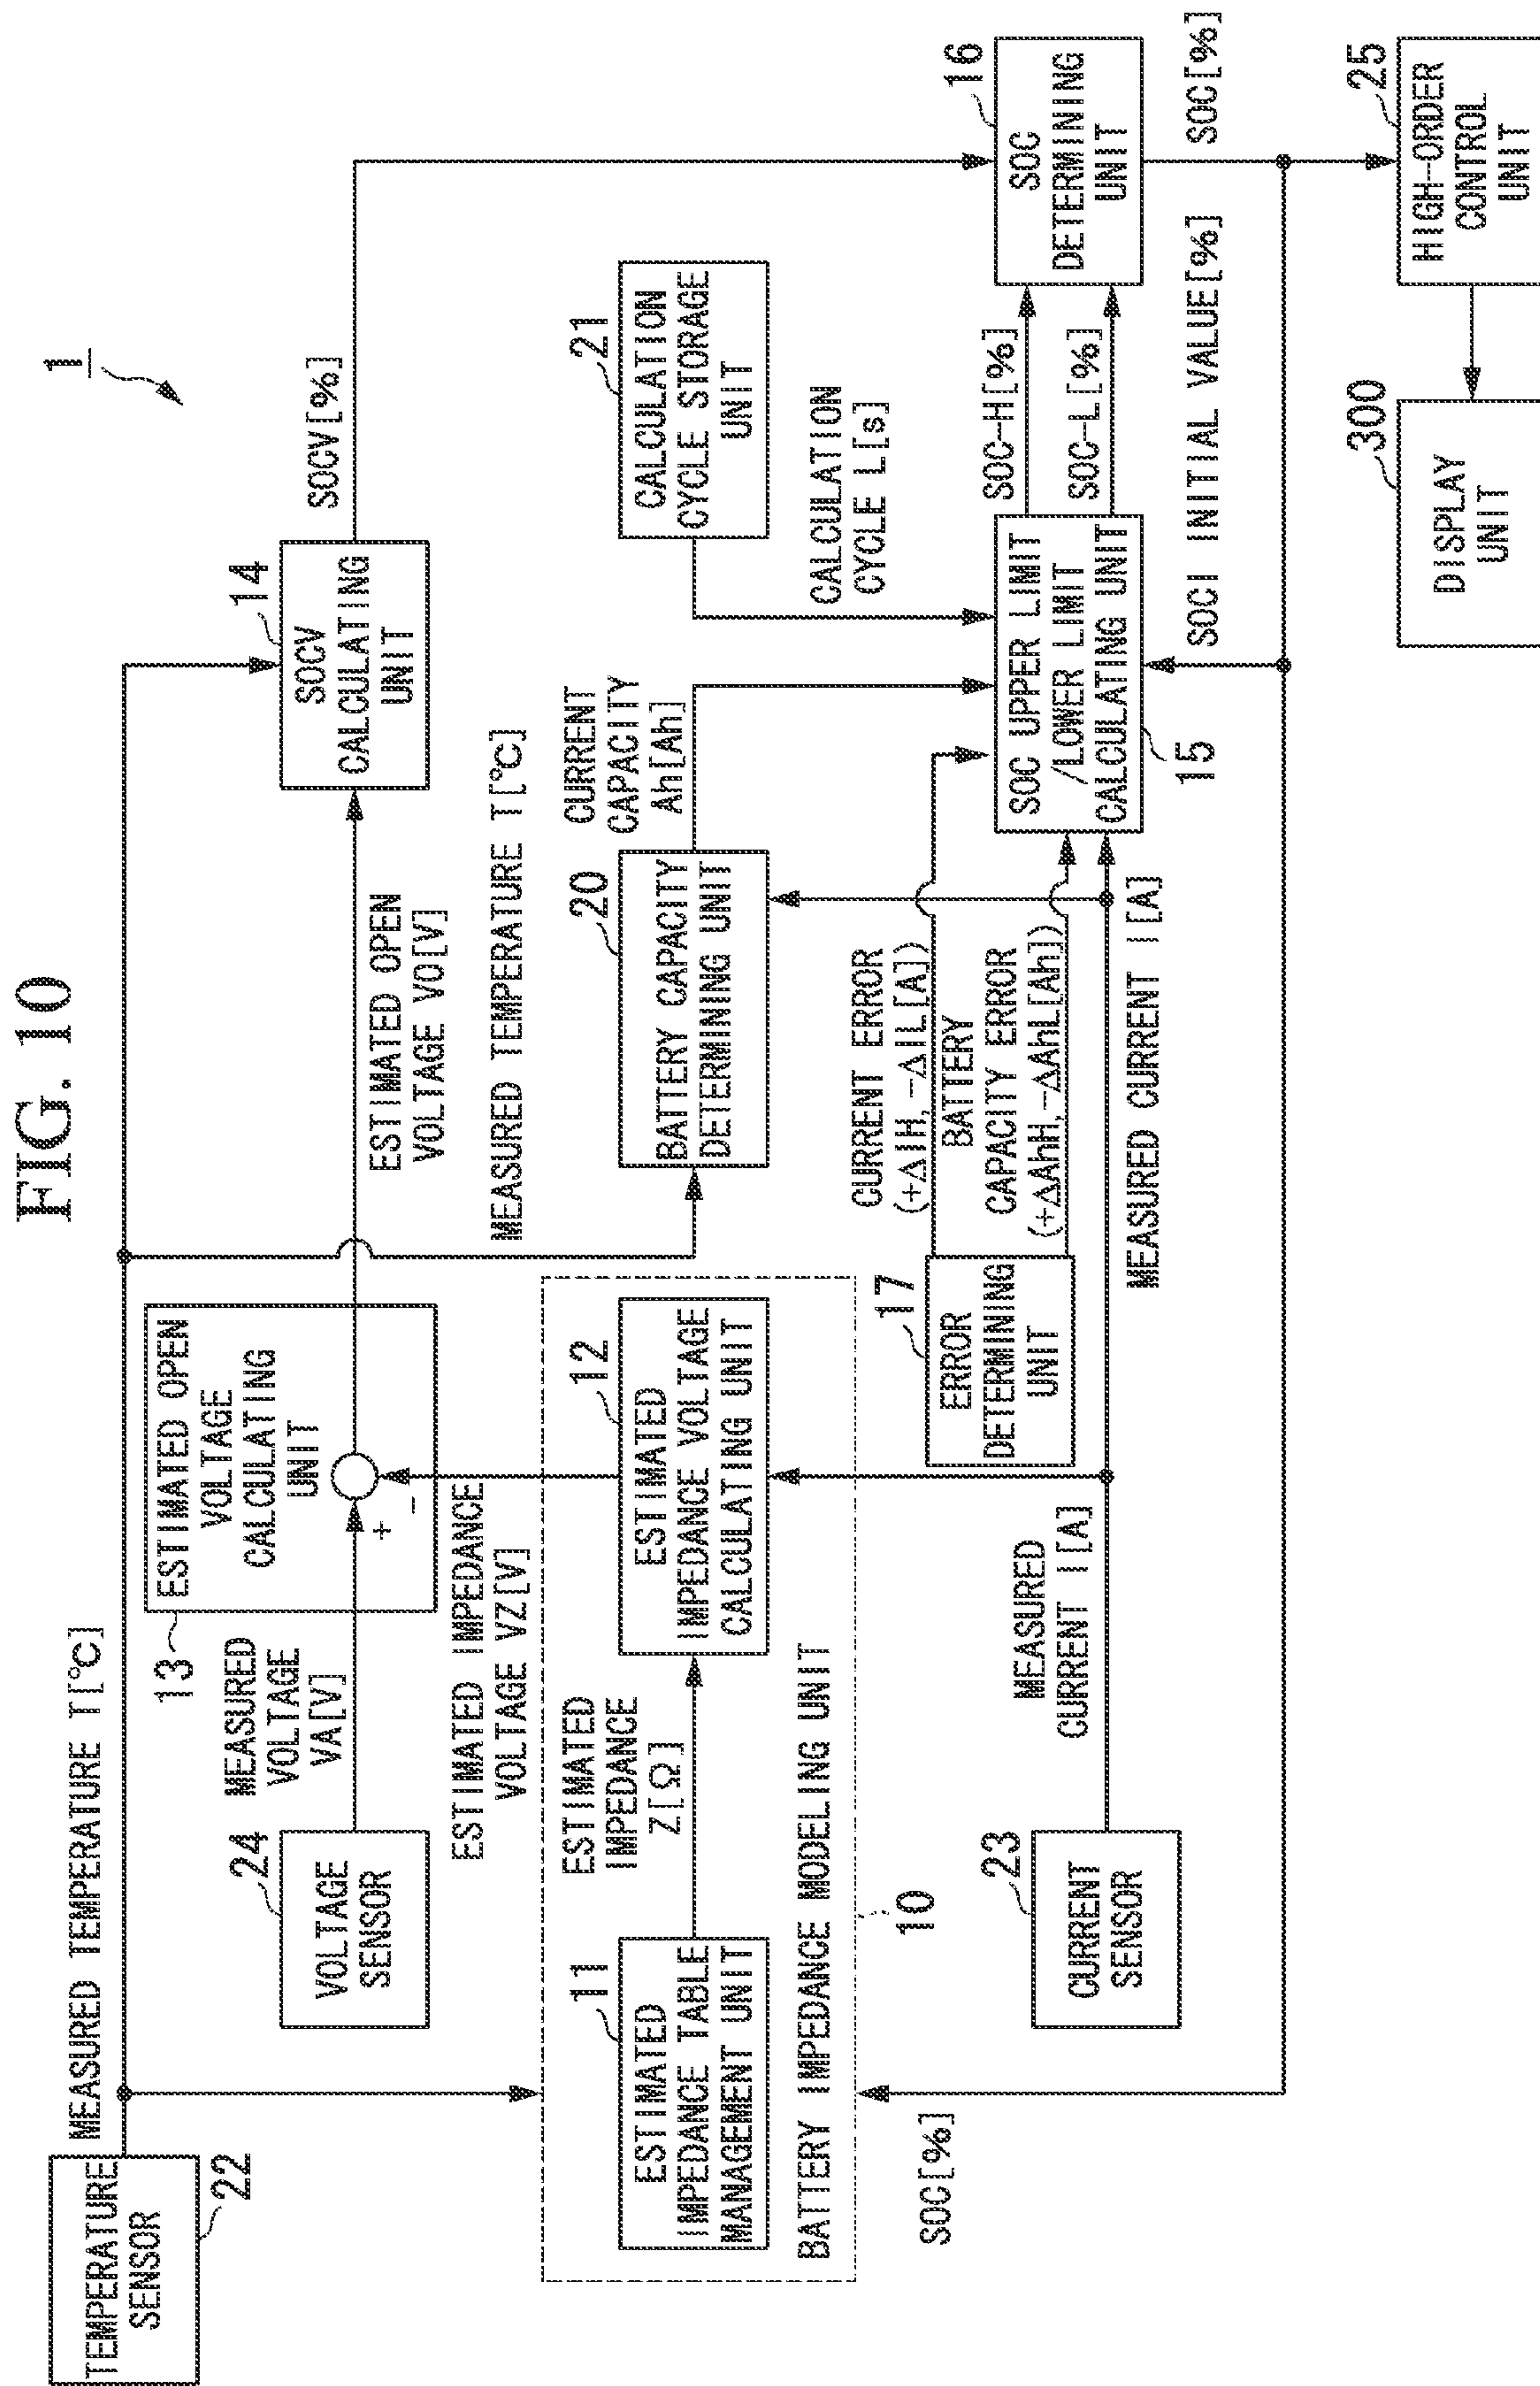 FIG. 10
1
TEMPERATURE
SENSOR
22
MEASURED TEMPERATURE T[℃]
VOLTAGE
SENSOR
24
MEASURED
VOLTAGE
VA[V]
13
ESTIMATED OPEN
VOLTAGE
CALCULATING
UNIT
+
-
ESTIMATED OPEN
VOLTAGE VO[V]
SOCV
CALCULATING
UNIT
14
SOCV[%]
ESTIMATED IMPEDANCE
VOLTAGE VZ[V]
MEASURED TEMPERATURE T[℃]
ESTIMATED
IMPEDANCE TABLE
MANAGEMENT UNIT
11
ESTIMATED
IMPEDANCE
Z[Ω]
ESTIMATED
IMPEDANCE VOLTAGE
CALCULATING UNIT
12
BATTERY IMPEDANCE MODELING UNIT
10
BATTERY CAPACITY
DETERMINING UNIT
20
CURRENT
CAPACITY
Ah[Ah]
CALCULATION
CYCLE STORAGE
UNIT
21
CALCULATION
CYCLE L[s]
ERROR
DETERMINING
UNIT
17
CURRENT ERROR
(+ΔIH,-ΔIL[A])
BATTERY
CAPACITY ERROR
(+ΔAhH,-ΔAhL[Ah])
CURRENT
SENSOR
23
MEASURED
CURRENT I[A]
MEASURED CURRENT I[A]
SOC UPPER LIMIT
/LOWER LIMIT
CALCULATING UNIT
15
SOC-H[%]
SOC-L[%]
SOC
DETERMINING
UNIT
16
SOC[%]
SOCI INITIAL VALUE[%]
SOC[%]
HIGH-ORDER
CONTROL
UNIT
25
DISPLAY
UNIT
300